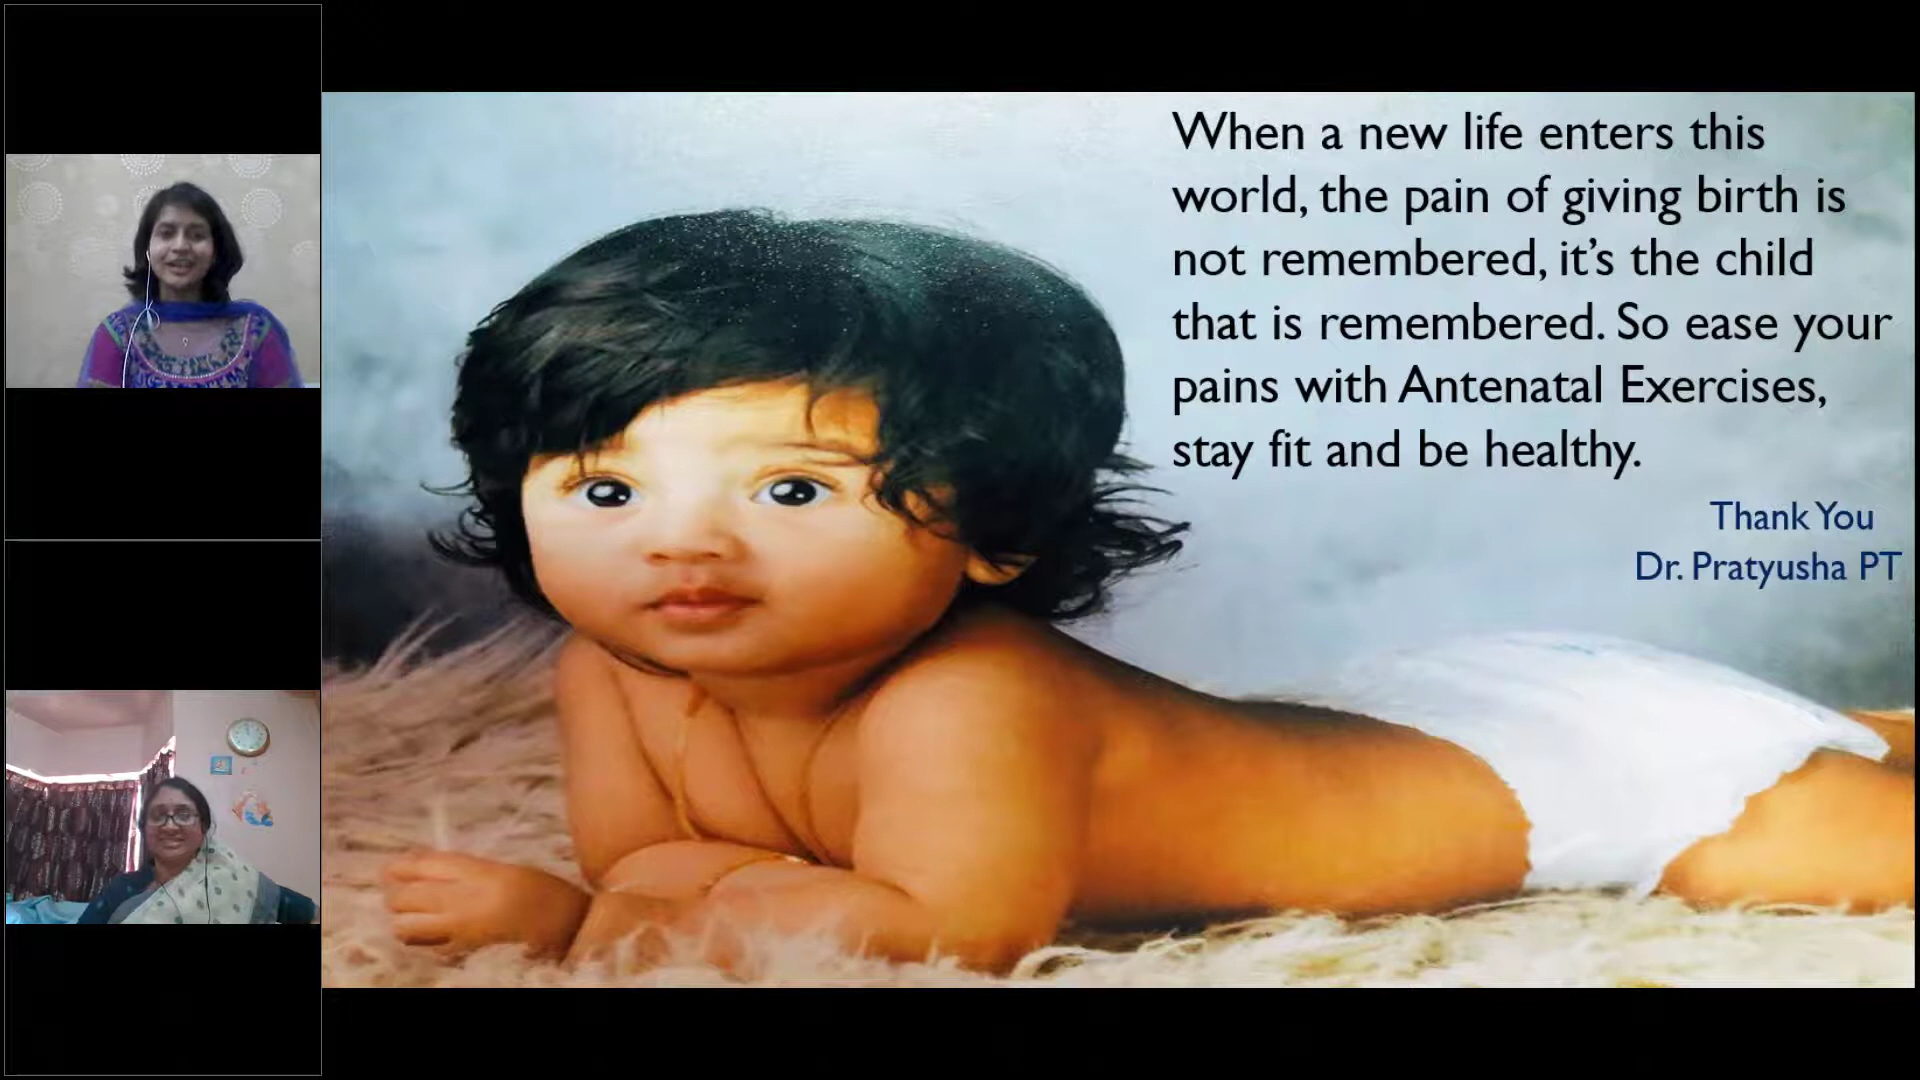 When a new life enters this
world, the pain of giving birth is
not remembered, it's the child
that is remembered. So ease your
pains with Antenatal Exercises,
stay fit and be healthy.
Thank You
Dr. Pratyusha PT